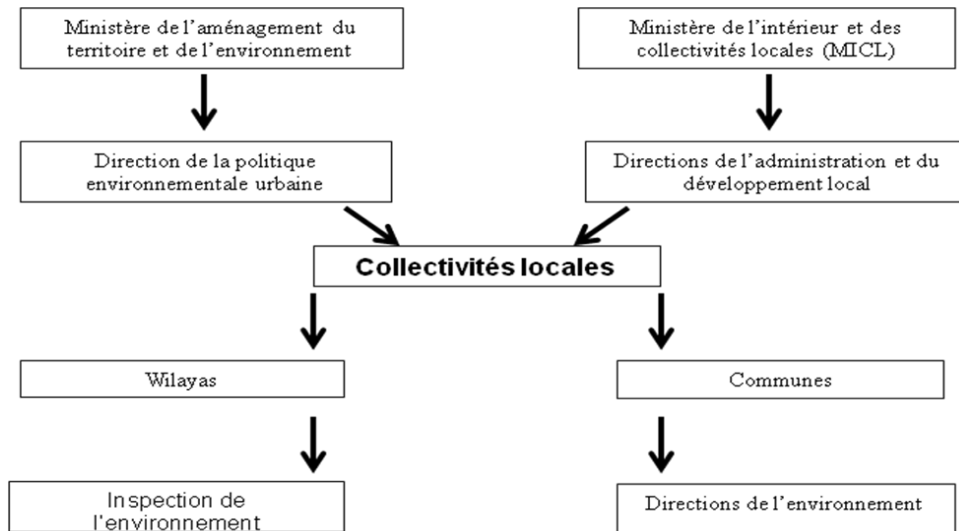 Ministère de l'aménagement du
territoire et de l'environnement
Ministère de l'intérieur et des
collectivités locales (MICL)
Direction de la politique
environnementale urbaine
Directions de l'administration et du
développement local
Collectivités locales
Wilayas
Communes
Inspection de
l'environnement
Directions de l'environnement